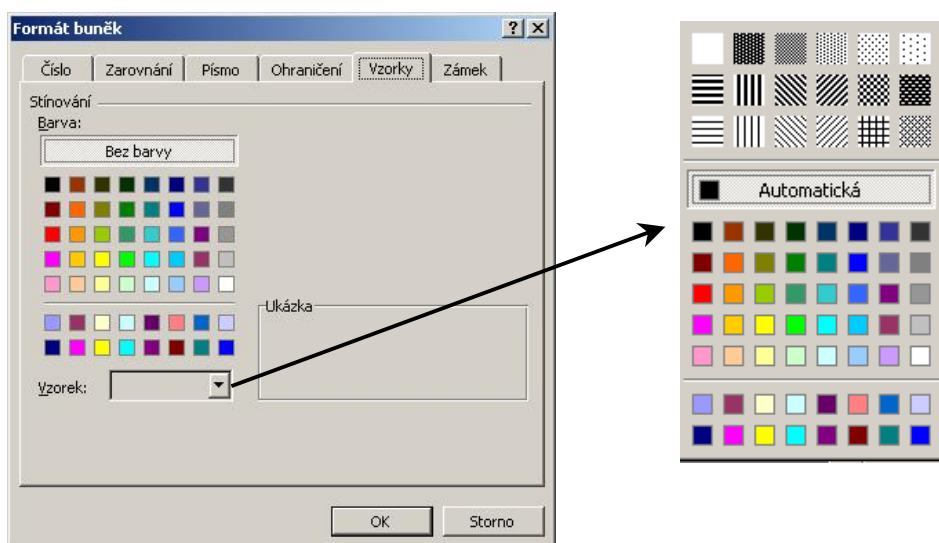 Formát buněk
Číslo
Zarovnání
Písmo
Ohraničení
Vzorky
Zámek
Stínování
Barva:
Bez barvy
Ukázka
Vzorek:
OK
Storno
Automatická